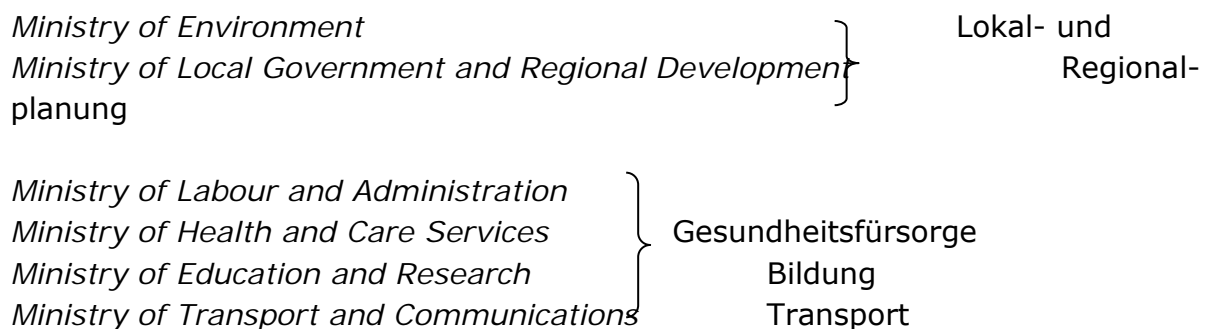 Ministry of Environment Lokal- und
Ministry of Local Government and Regional Development Regional-
planung
Ministry of Labour and Administration
Ministry of Health and Care Services Gesundheitsfürsorge
Ministry of Education and Research Bildung
Ministry of Transport and Communications Transport